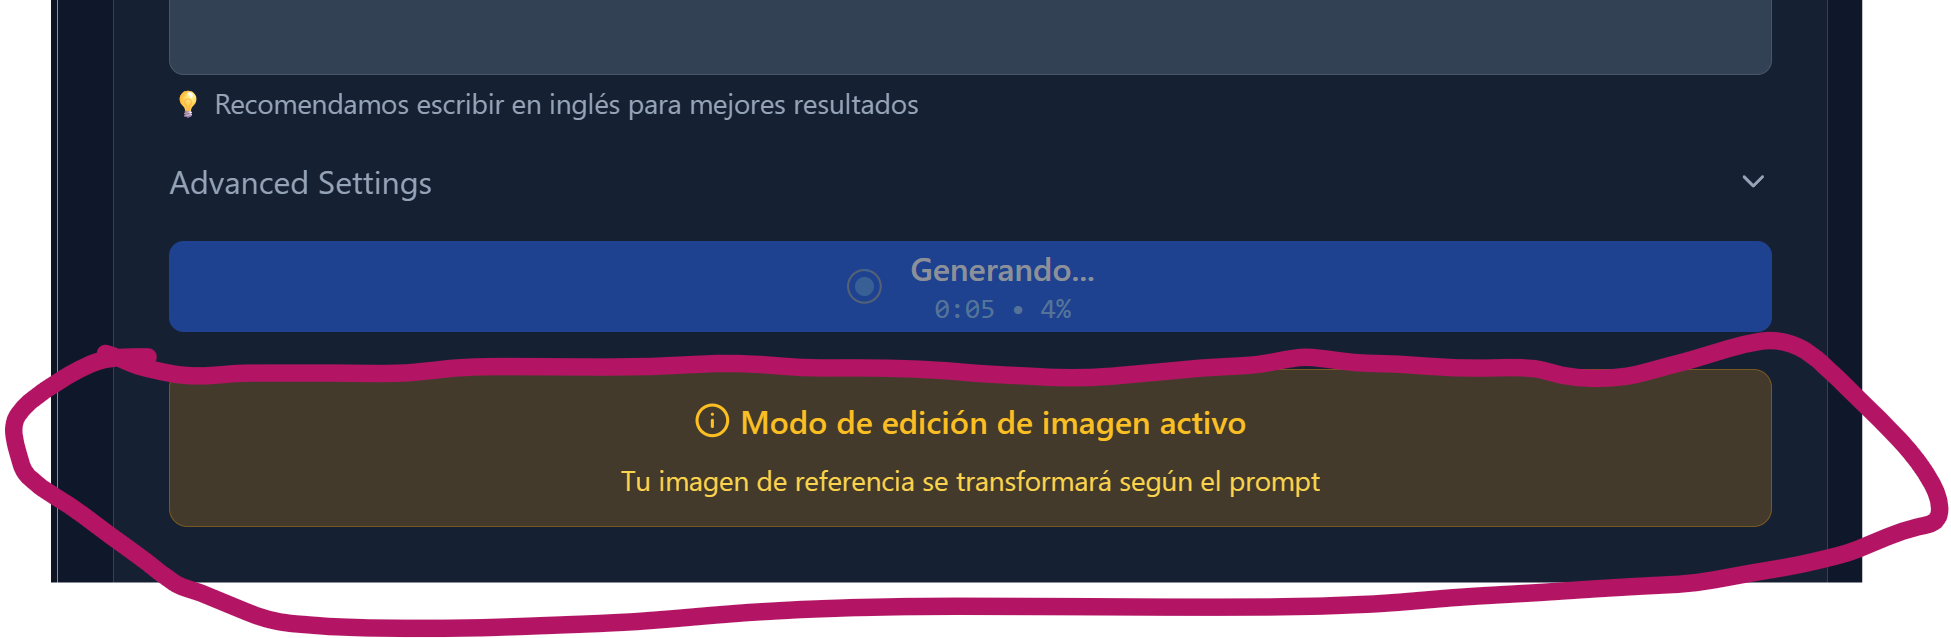 💡 Recomendamos escribir en inglés para mejores resultados
Advanced Settings
Generando...
0:05 • 4%
Modo de edición de imagen activo
Tu imagen de referencia se transformará según el prompt